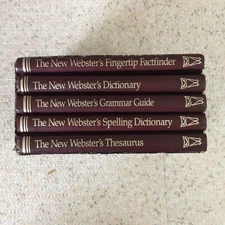 The New Webster's Fingertip Factfinder
The New Webster's Dictionary
The New Webster's Grammar Guide
The New Webster's Spelling Dictionary
The New Webster's Thesaurus